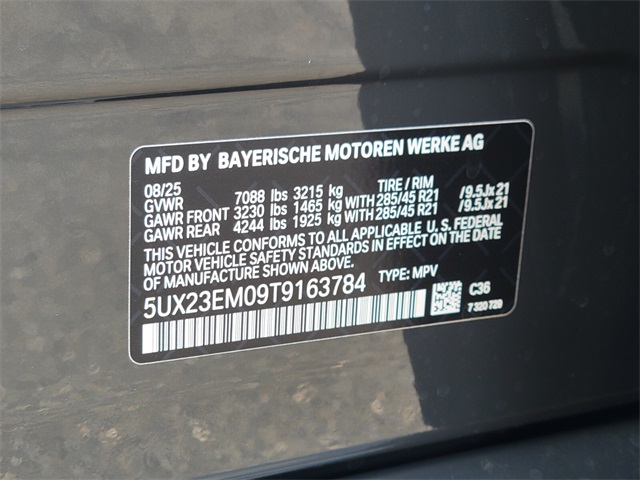 MFD BY BAYERISCHE MOTOREN WERKE AG
08/25 TIRE / RIM
GVWR 7088 lbs 3215 kg
GAWR FRONT 3230 lbs 1465 kg WITH 285/45 R21 /9.5Jx21
GAWR REAR 4244 lbs 1925 kg WITH 285/45 R21 /9.5Jx21
THIS VEHICLE CONFORMS TO ALL APPLICABLE U.S. FEDERAL
MOTOR VEHICLE SAFETY STANDARDS IN EFFECT ON THE DATE
OF MANUFACTURE SHOWN ABOVE.
5UX23EM09T9163784 TYPE: MPV
C36
7 320 720